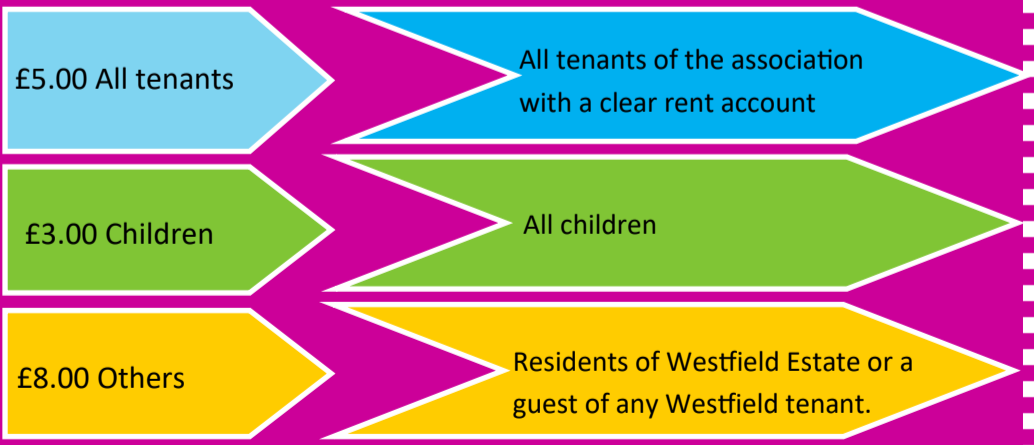 £5.00 All tenants
All tenants of the association
with a clear rent account
£3.00 Children
All children
£8.00 Others
Residents of Westfield Estate or a
guest of any Westfield tenant.